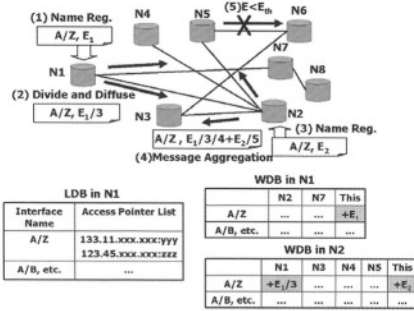 (1) Name Reg.
A/Z, E1
N4
N5
(5)E<Eth
N6
N1
N7
N8
(2) Divide and Diffuse
A/Z, E1/3
N3
N2
A/Z, E1/3/4+E2/5
(3) Name Reg.
A/Z, E2
(4)Message Aggregation
LDB in N1
Interface Name
Access Pointer List
A/Z
133.11.xxx.xxx:yyy
123.45.xxx.xxx:zzz
A/B, etc.
...
WDB in N1
N2 N7 This
A/Z ... ... +E1
A/B, etc. ... ... ...
WDB in N2
N1 N3 N4 N5 This
A/Z +E1/3 ... ... ... +E2
A/B, etc. ... ... ... ... ...